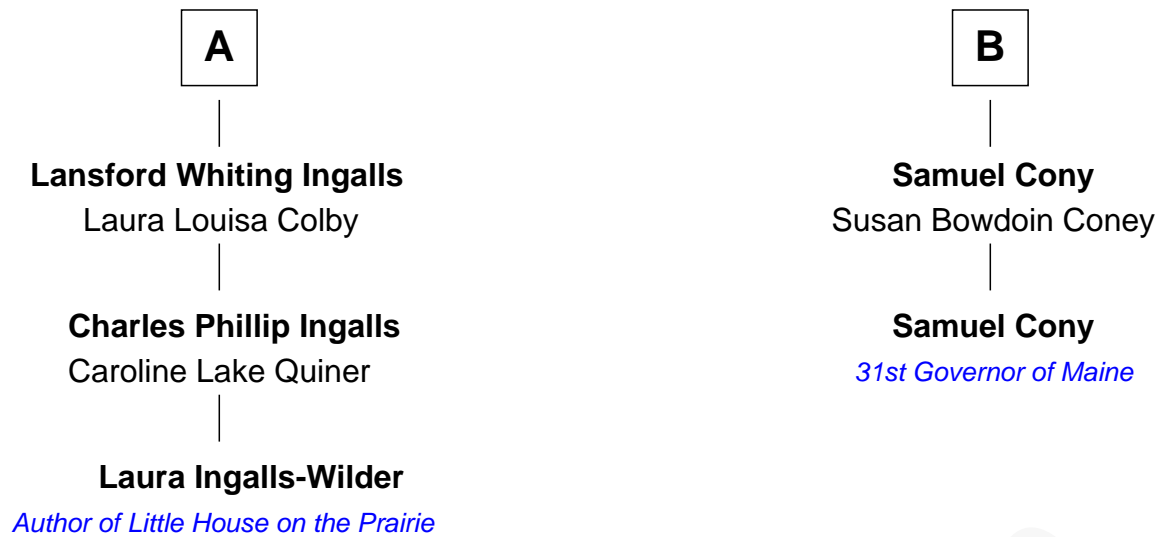 A
Lansford Whiting Ingalls
Laura Louisa Colby
Charles Phillip Ingalls
Caroline Lake Quiner
Laura Ingalls-Wilder
Author of Little House on the Prairie
B
Samuel Cony
Susan Bowdoin Coney
Samuel Cony
31st Governor of Maine